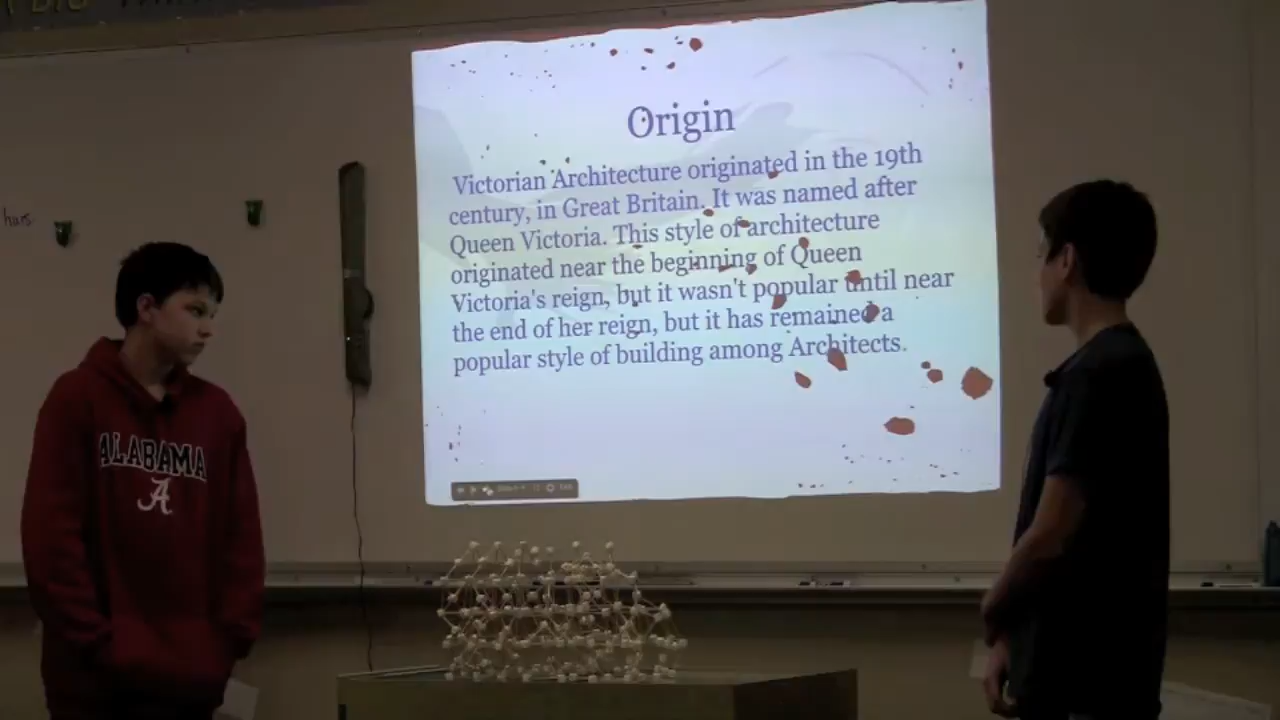 Origin
Victorian Architecture originated in the 19th
century, in Great Britain. It was named after
Queen Victoria. This style of architecture
originated near the beginning of Queen
Victoria's reign, but it wasn't popular until near
the end of her reign, but it has remained a
popular style of building among Architects.
ALABAMA
A